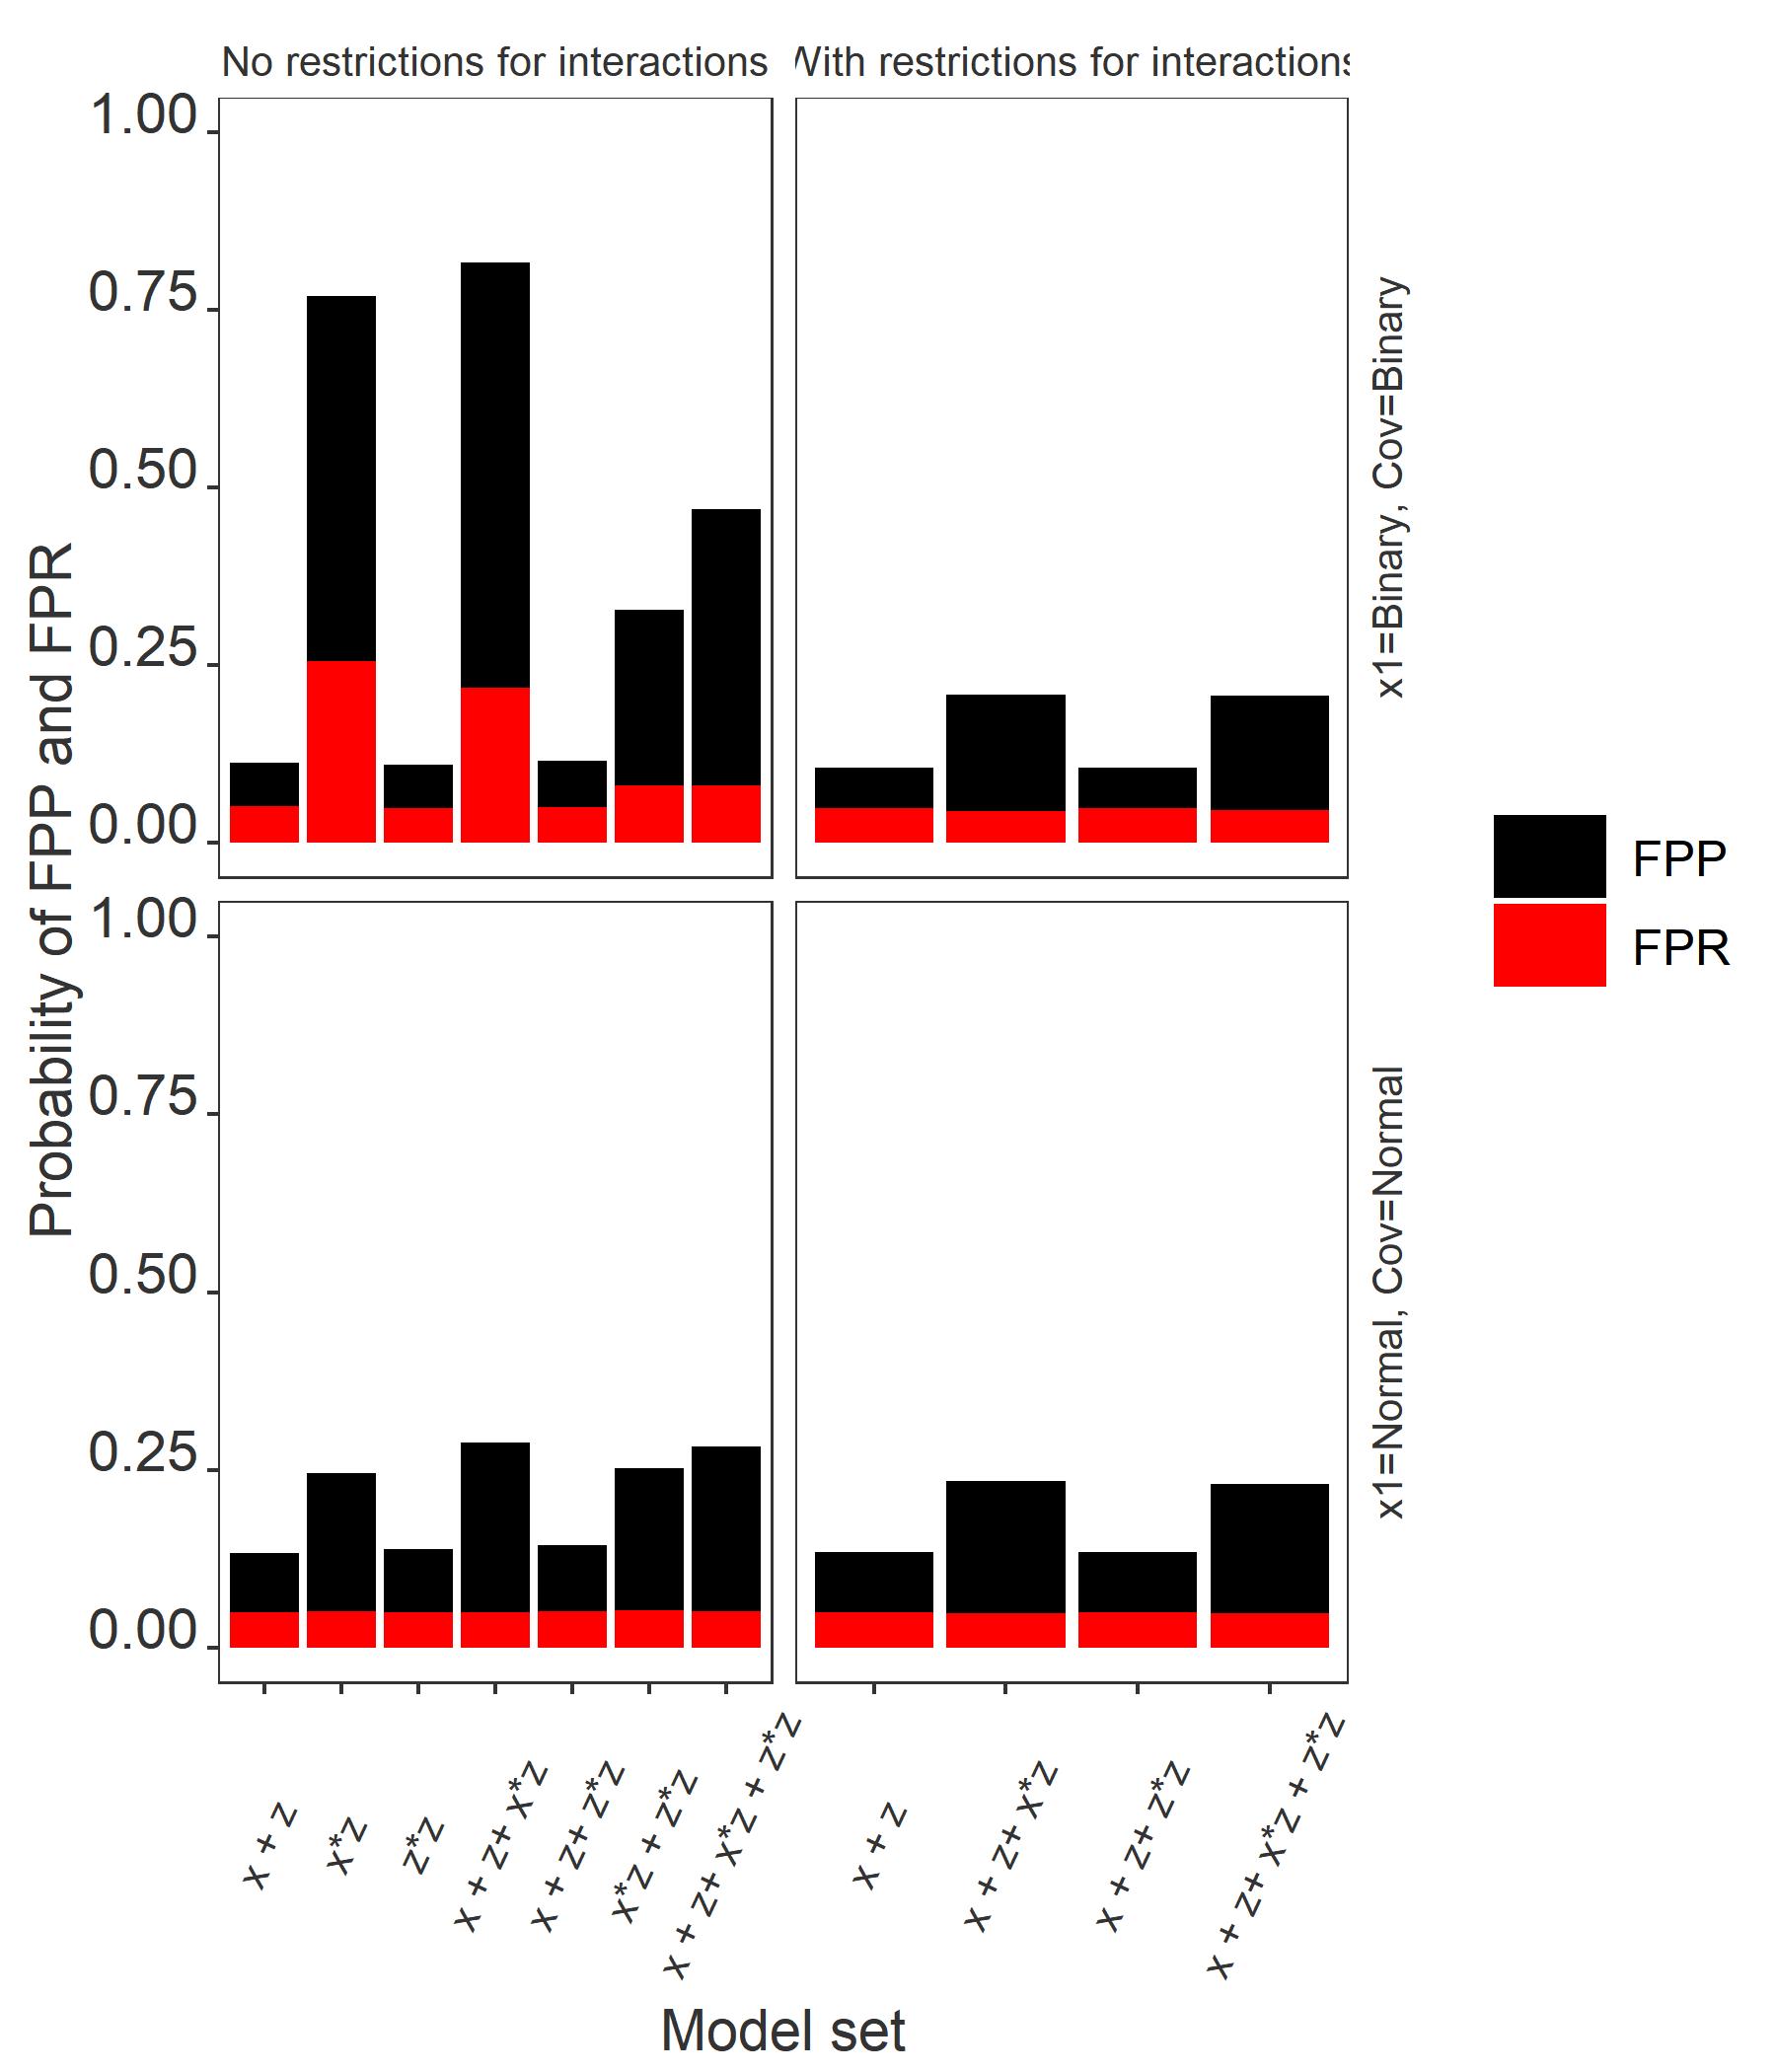 No restrictions for interactions
With restrictions for interactions
Probability of FPP and FPR
1.00
0.75
0.50
0.25
0.00
x1=Binary, Cov=Binary
1.00
0.75
0.50
0.25
0.00
x1=Normal, Cov=Normal
FPP
FPR
x + z
x*z
z*z
x + z+ x*z
x + z+ z*z
x*z + z*z
x + z+ x*z + z*z
x + z
x + z+ x*z
x + z+ z*z
x + z+ x*z + z*z
Model set